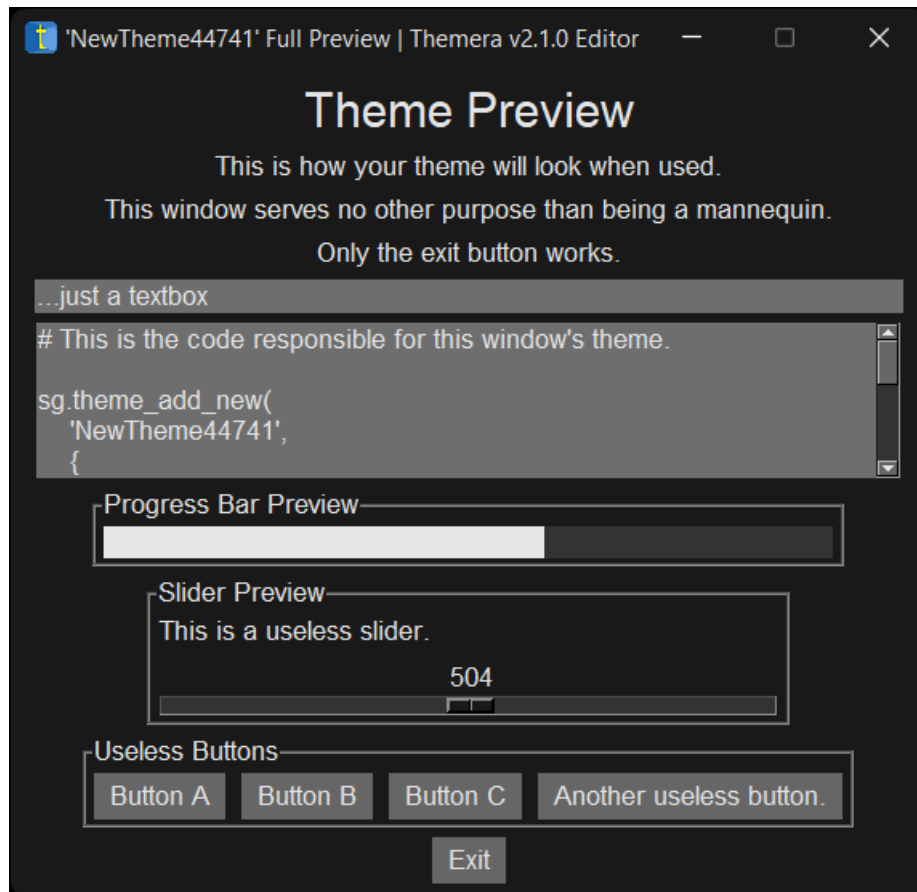 t
'NewTheme44741' Full Preview | Themera v2.1.0 Editor
Theme Preview
This is how your theme will look when used.
This window serves no other purpose than being a mannequin.
Only the exit button works.
...just a textbox
# This is the code responsible for this window's theme.
sg.theme_add_new(
'NewTheme44741',
{
Progress Bar Preview
Slider Preview
This is a useless slider.
504
Useless Buttons
Button A Button B Button C Another useless button.
Exit